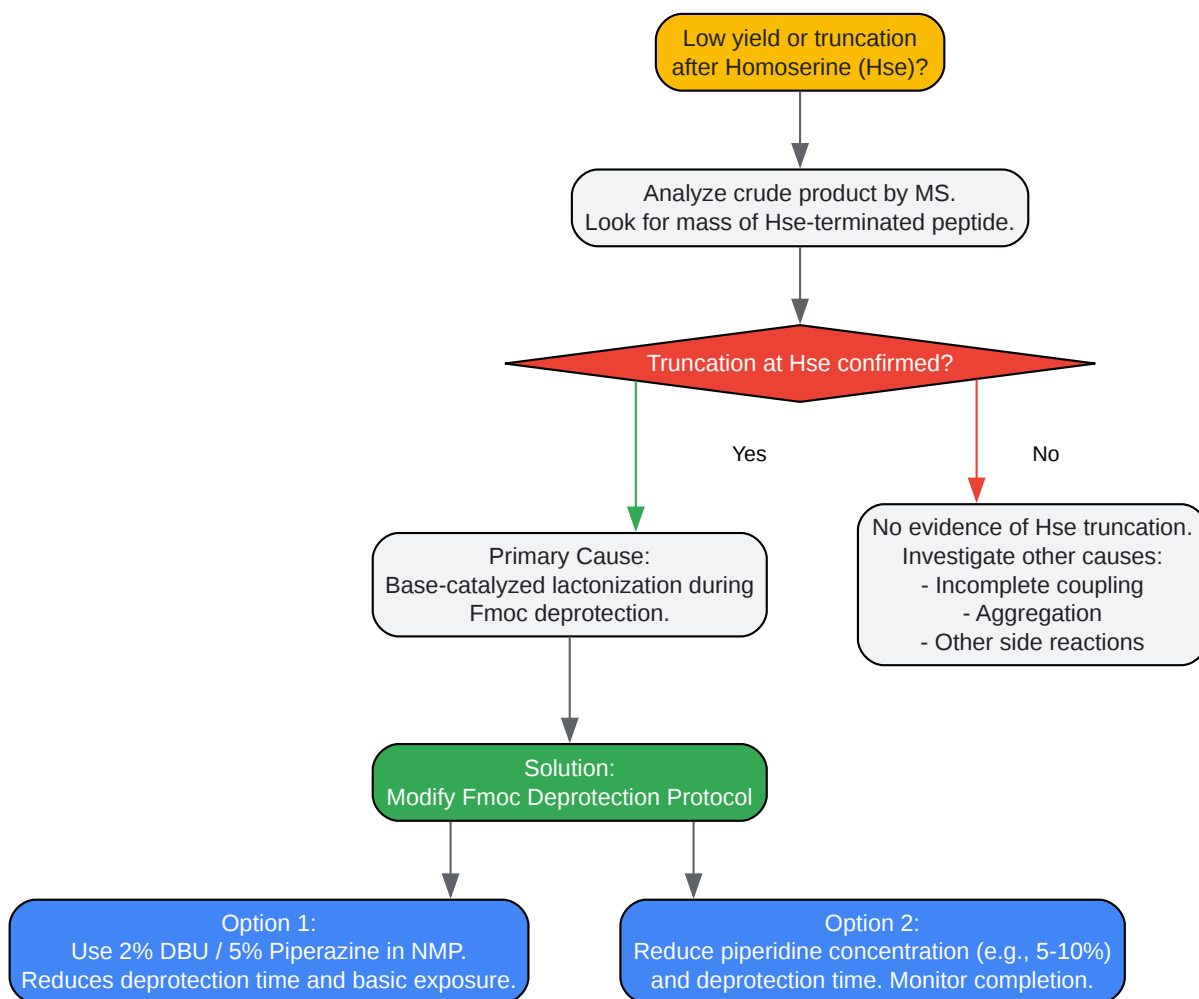 Low yield or truncation
after Homoserine (Hse)?
Analyze crude product by MS.
Look for mass of Hse-terminated peptide.
Truncation at Hse confirmed?
Yes
No
Primary Cause:
Base-catalyzed lactonization during
Fmoc deprotection.
No evidence of Hse truncation.
Investigate other causes:
- Incomplete coupling
- Aggregation
- Other side reactions
Solution:
Modify Fmoc Deprotection Protocol
Option 1:
Use 2% DBU / 5% Piperazine in NMP.
Reduces deprotection time and basic exposure.
Option 2:
Reduce piperidine concentration (e.g., 5-10%)
and deprotection time. Monitor completion.